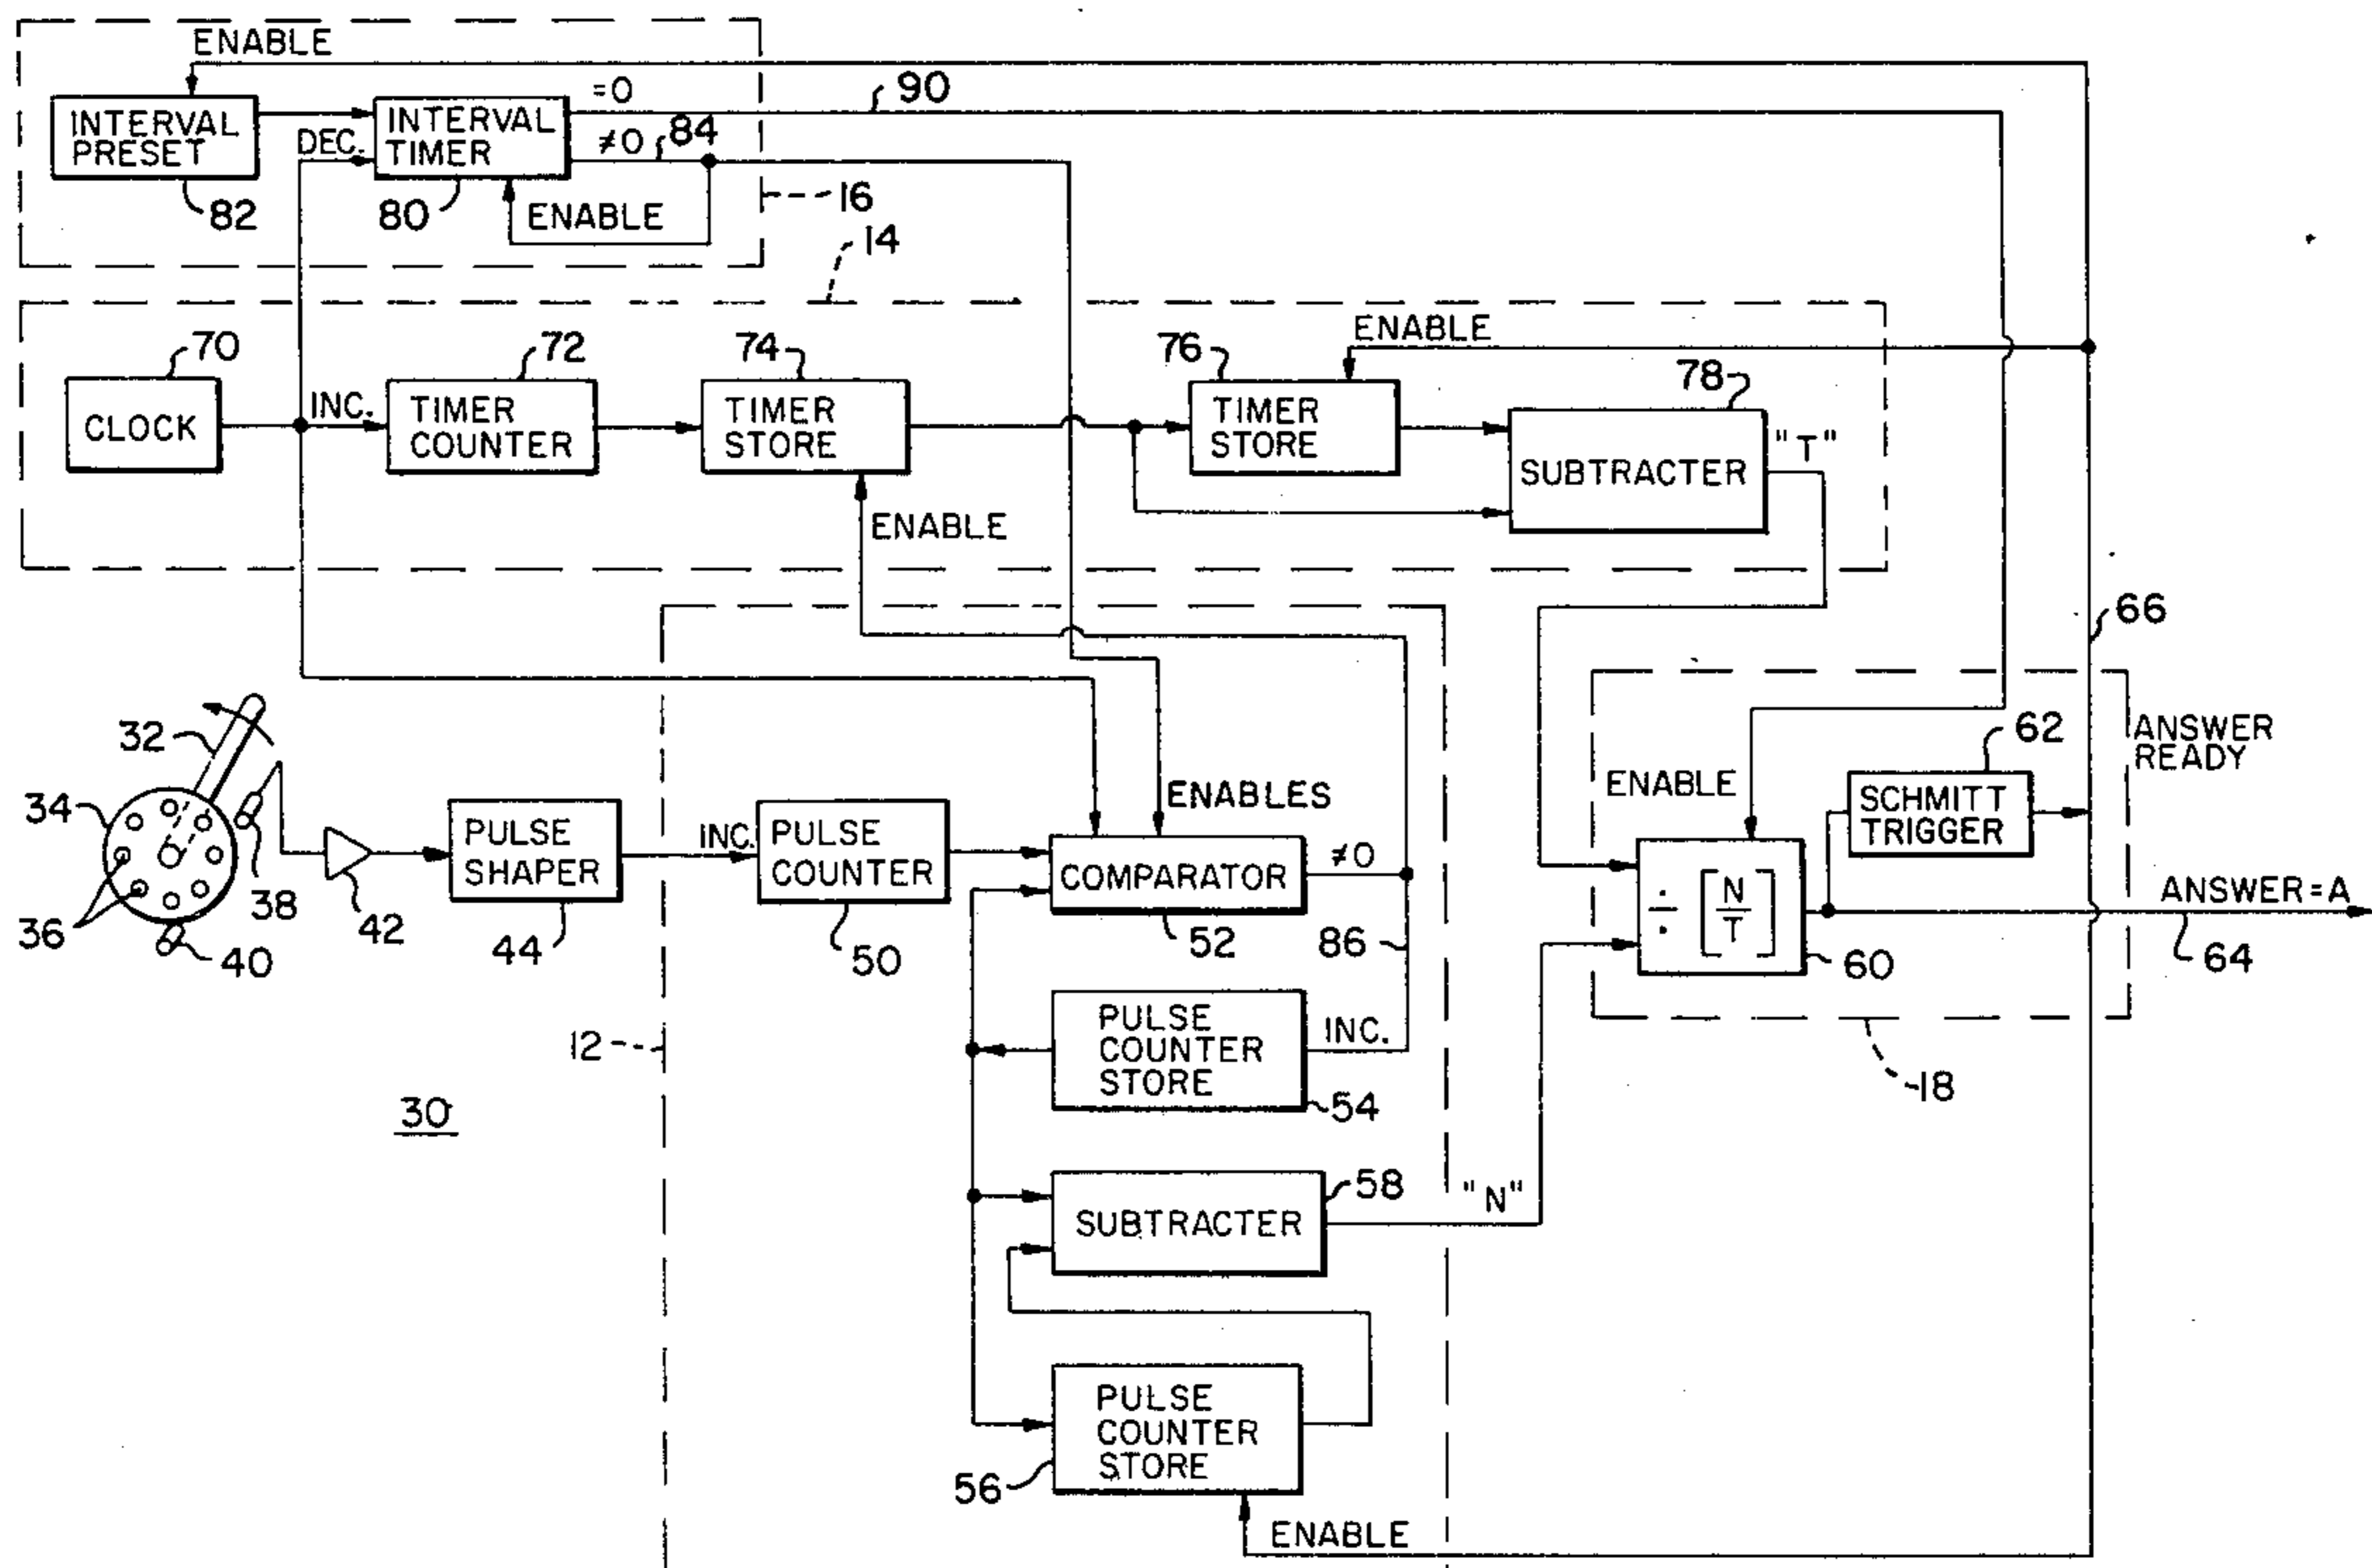 ENABLE
=0
90
INTERVAL
PRESET
DEC.
INTERVAL
TIMER
≠0
84
82
80
ENABLE
16
14
70
72
74
76
ENABLE
78
CLOCK
INC.
TIMER
COUNTER
TIMER
STORE
TIMER
STORE
"T"
SUBTRACTER
ENABLE
66
32
34
36
38
40
42
PULSE
SHAPER
44
INC.
PULSE
COUNTER
50
ENABLES
COMPARATOR
52
≠0
86
ENABLE
62
SCHMITT
TRIGGER
ANSWER
READY
÷ [N/T]
60
ANSWER=A
64
18
12
30
PULSE
COUNTER
STORE
INC.
54
SUBTRACTER
58
"N"
PULSE
COUNTER
STORE
56
ENABLE